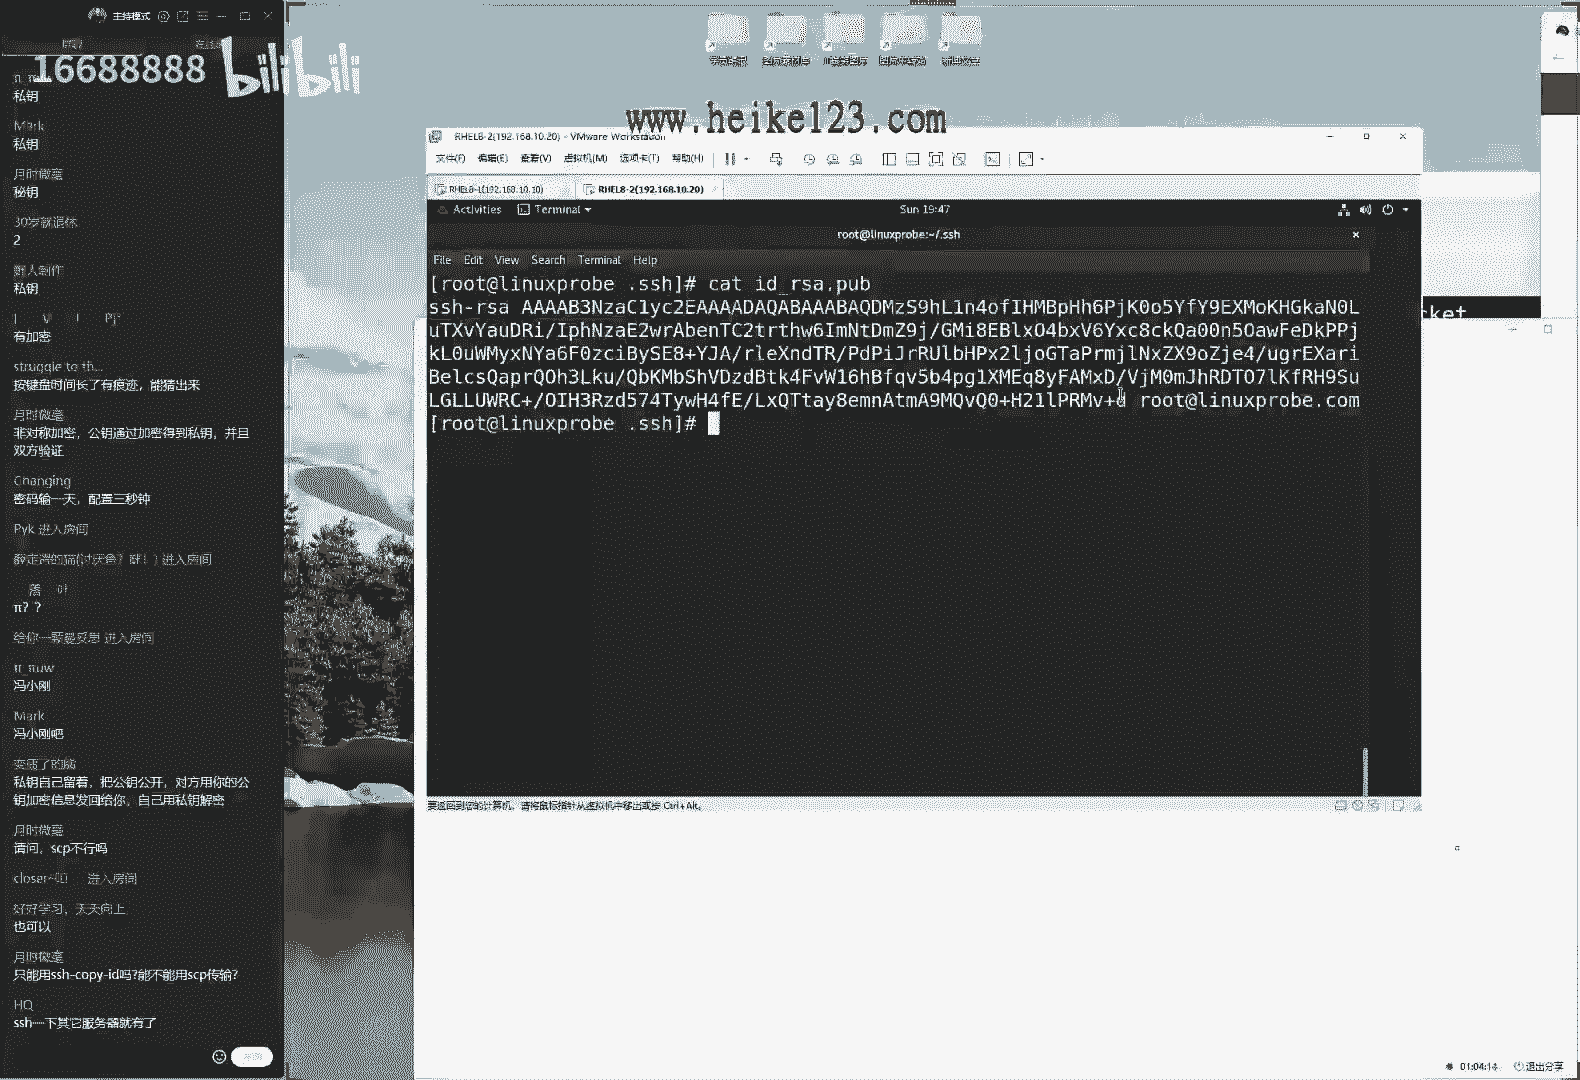 主持模式
16688888
bilibili
私钥
Mark
私钥
月时微毫
秘钥
30岁就退休
2
私钥
有加密
struggle to th...
按键盘时间长了有痕迹，能猜出来
月时微毫
非对称加密，公钥通过加密得到私钥，并且
双方验证
Changing
密码输一天，配置三秒钟
Pyk 进入房间
进入房间
π？？
进入房间
冯小刚
Mark
冯小刚吧
私钥自己留着，把公钥公开，对方用你的公
钥加密信息发回给你，自己用私钥解密
月时微毫
请问，scp不行吗
进入房间
好好学习，天天向上
也可以
月时微毫
只能用ssh-copy-id吗?能不能用scp传输?
HQ
ssh一下其它服务器就有了
www.heike123.com
RHEL8-2(192.168.10.20) - VMware Workstation
文件(F) 编辑(E) 查看(V) 虚拟机(M) 选项卡(T) 帮助(H)
RHEL8-1(192.168.10.10)
RHEL8-2(192.168.10.20)
Activities Terminal Sun 19:47
root@linuxprobe:~/.ssh
File Edit View Search Terminal Help
[root@linuxprobe .ssh]# cat id_rsa.pub
ssh-rsa AAAAB3NzaC1yc2EAAAADAQABAAABAQDMzS9hL1n4ofIHMBpHh6PjK0o5YfY9EXMoKHGkaN0L
uTXvYauDRi/IphNzaE2wrAbenTC2trthw6ImNtDmZ9j/GMi8EBlxO4bxV6Yxc8ckQa00n5OawFeDkPPj
kL0uWMyxNYa6F0zciBySE8+YJA/rleXndTR/PdPiJrRUlbHPx2ljoGTaPrmjlNxZX9oZje4/ugrEXari
BelcsQaprQOh3Lku/QbKMbShVDzdBtk4FvW16hBfqv5b4pg1XMEq8yFAMxD/VjM0mJhRDTO7lKfRH9Su
LGLLUWRC+/OIH3Rzd574TywH4fE/LxQTtay8emnAtmA9MQvQ0+H21lPRMv+d root@linuxprobe.com
[root@linuxprobe .ssh]#
cket
要返回到您的计算机，请将鼠标指针从虚拟机中移出或按 Ctrl+Alt。
01:04:14 退出分享